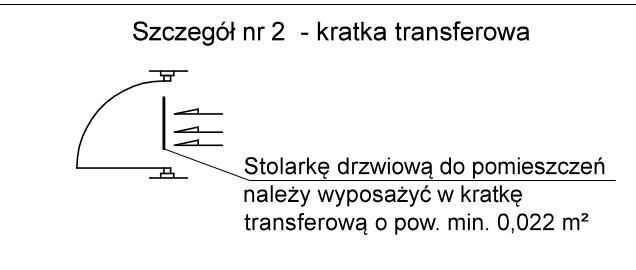 Szczegół nr 2 - kratka transferowa
Stolarkę drzwiową do pomieszczeń
należy wyposażyć w kratkę
transferową o pow. min. 0,022 m²